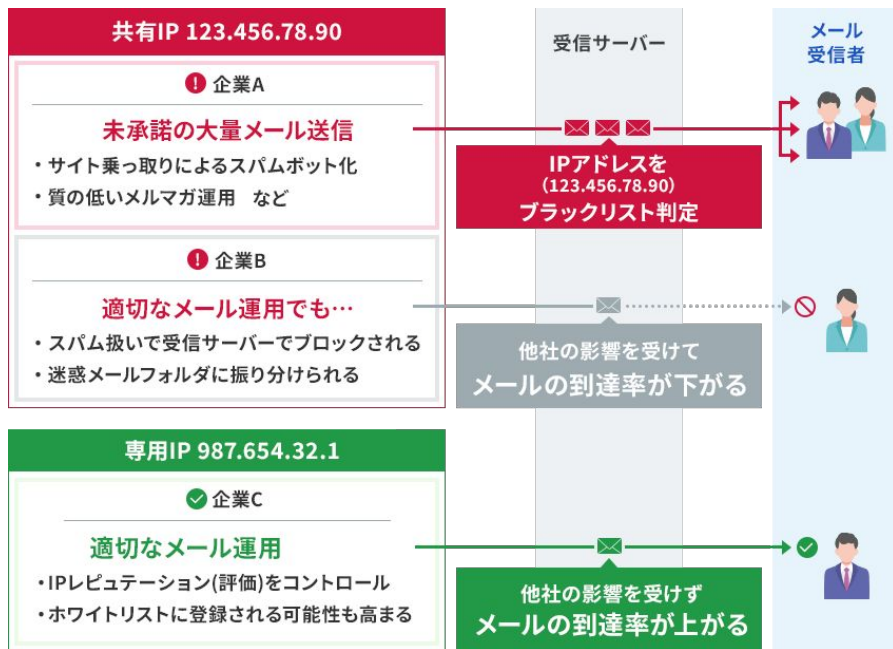 共有IP 123.456.78.90
企業A
未承諾の大量メール送信
・サイト乗っ取りによるスパムボット化
・質の低いメルマガ運用　など
企業B
適切なメール運用でも…
・スパム扱いで受信サーバーでブロックされる
・迷惑メールフォルダに振り分けられる
受信サーバー
メール
受信者
IPアドレスを
(123.456.78.90)
ブラックリスト判定
他社の影響を受けて
メールの到達率が下がる
専用IP 987.654.32.1
企業C
適切なメール運用
・IPレピュテーション(評価)をコントロール
・ホワイトリストに登録される可能性も高まる
他社の影響を受けず
メールの到達率が上がる